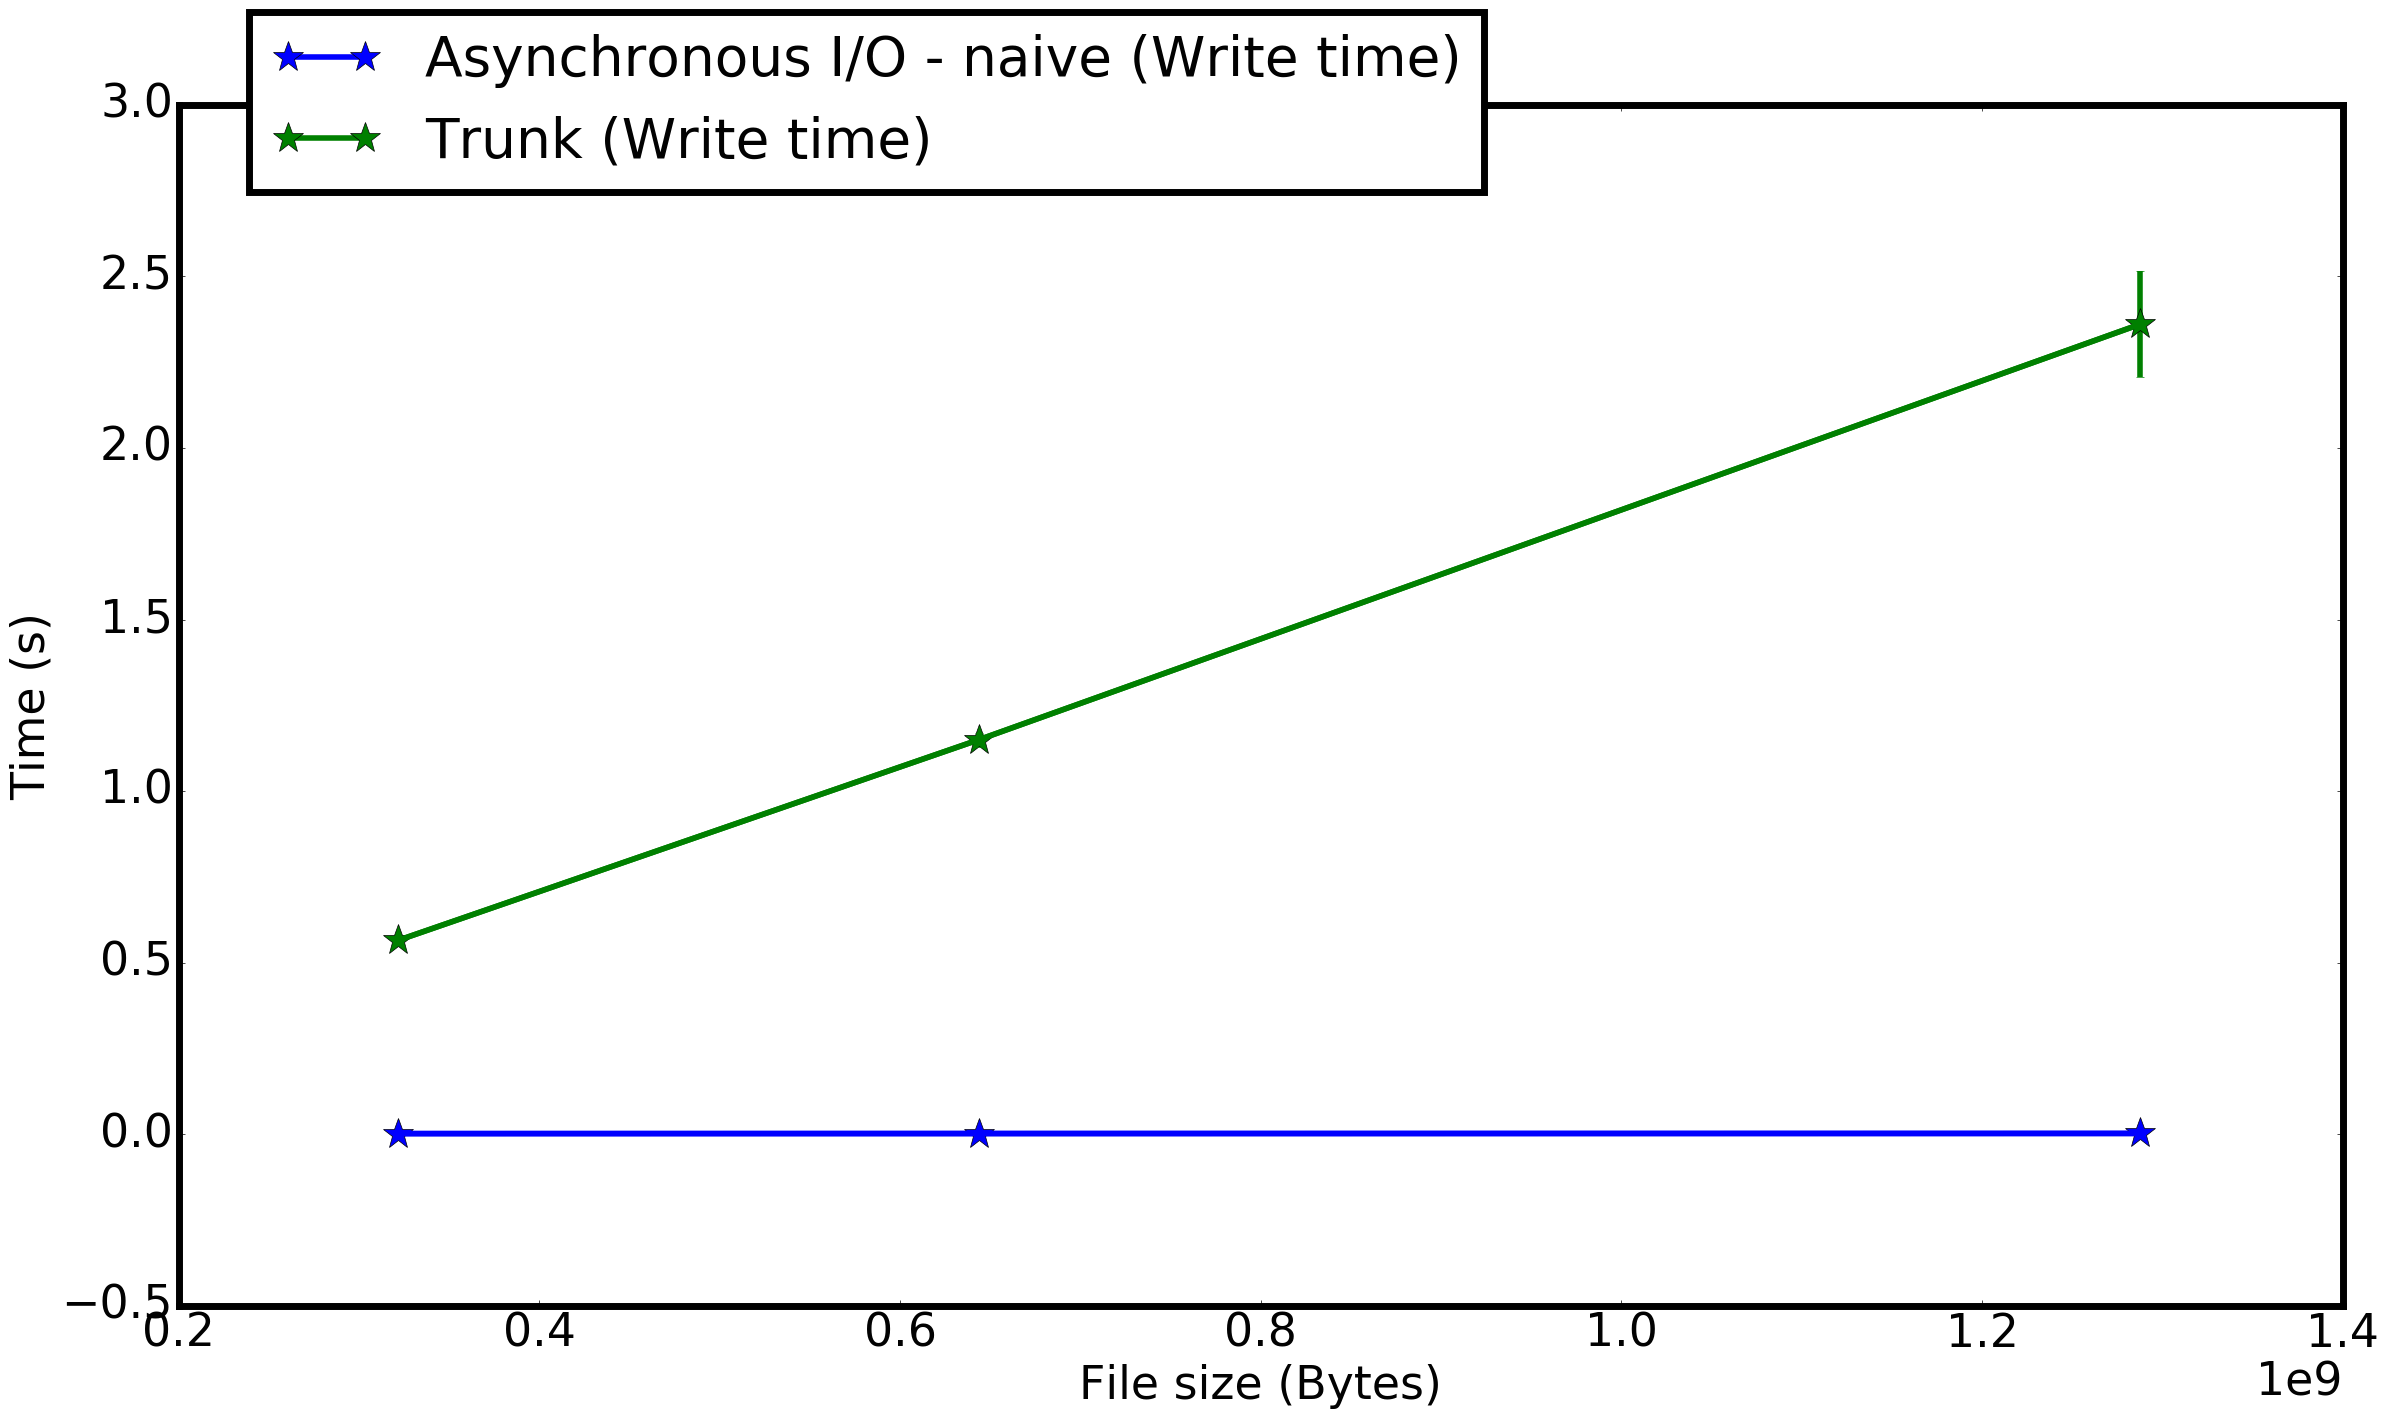 Asynchronous I/O - naive (Write time)
Trunk (Write time)
3.0
2.5
2.0
1.5
1.0
0.5
0.0
−0.5
Time (s)
0.2 0.4 0.6 0.8 1.0 1.2 1.4
File size (Bytes)
1e9